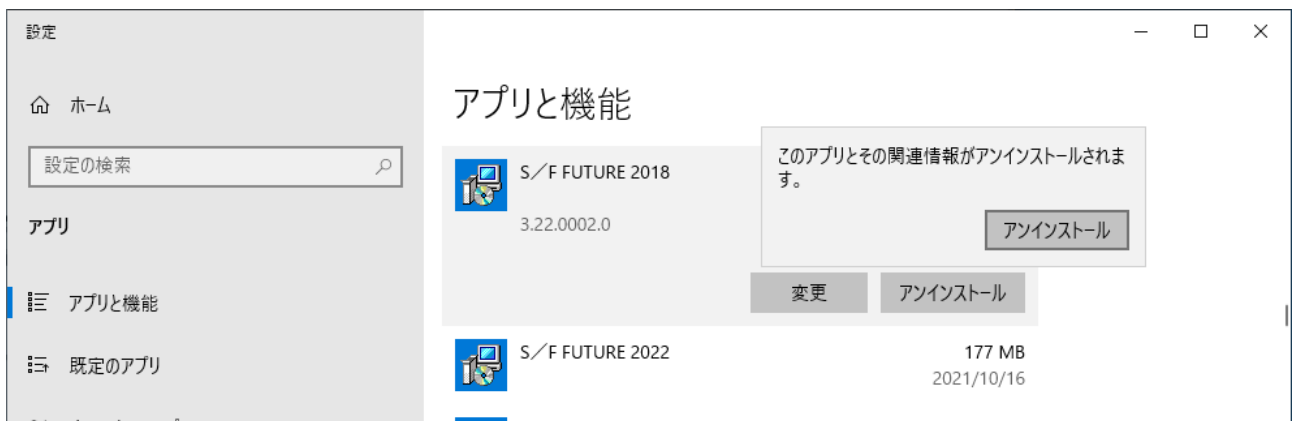 設定
ホーム
設定の検索
アプリ
アプリと機能
既定のアプリ
アプリと機能
S／F FUTURE 2018
3.22.0002.0
このアプリとその関連情報がアンインストールされま
す。
アンインストール
変更
アンインストール
S／F FUTURE 2022
177 MB
2021/10/16